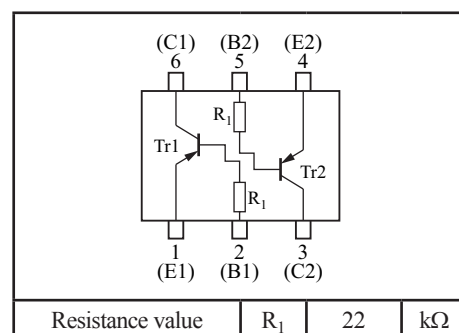 (C1) (B2) (E2)
6 5 4
R1
Tr1
Tr2
R1
1 2 3
(E1) (B1) (C2)
Resistance value R1 22 kΩ